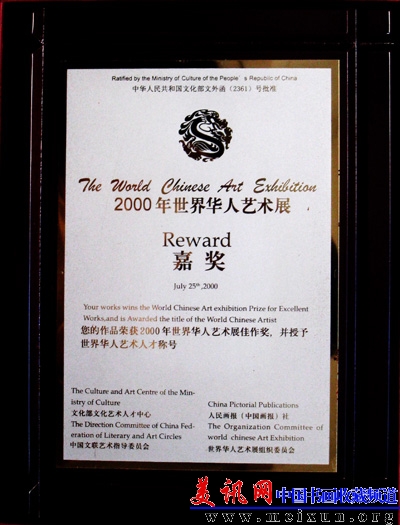 Ratified by the Ministry of Culture of the People's Republic of China
中华人民共和国文化部文外函(2361)号批准
The World Chinese Art Exhibition
2000年世界华人艺术展
Reward
嘉奖
July 25th,2000
Your works wins the World Chinese Art exhibition Prize for Excellent
Works,and is Awarded the title of the World Chinese Artist
您的作品荣获2000年世界华人艺术展佳作奖，并授予
世界华人艺术人才称号
The Culture and Art Centre of the Min-
istry of Culture
文化部文化艺术人才中心
The Direction Committee of China Fed-
eration of Literary and Art Circles
中国文联艺术指导委员会
China Pictorial Publications
人民画报（中国画报）社
The Organization Committee of
world chinese Art Exhibition
世界华人艺术展组织委员会
美讯网 中国书画收藏频道
www.meixun.org